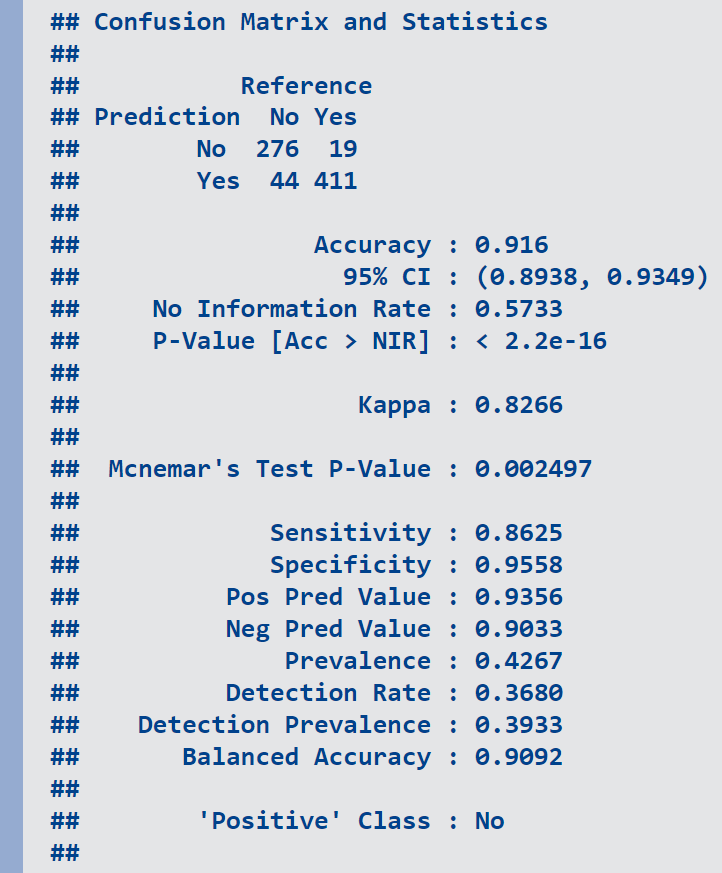 ## Confusion Matrix and Statistics
##
##           Reference
## Prediction  No Yes
##        No  276  19
##        Yes  44 411
##
##                Accuracy : 0.916
##                  95% CI : (0.8938, 0.9349)
##     No Information Rate : 0.5733
##     P-Value [Acc > NIR] : < 2.2e-16
##
##                   Kappa : 0.8266
##
##  Mcnemar's Test P-Value : 0.002497
##
##             Sensitivity : 0.8625
##             Specificity : 0.9558
##          Pos Pred Value : 0.9356
##          Neg Pred Value : 0.9033
##              Prevalence : 0.4267
##          Detection Rate : 0.3680
##    Detection Prevalence : 0.3933
##       Balanced Accuracy : 0.9092
##
##        'Positive' Class : No
##